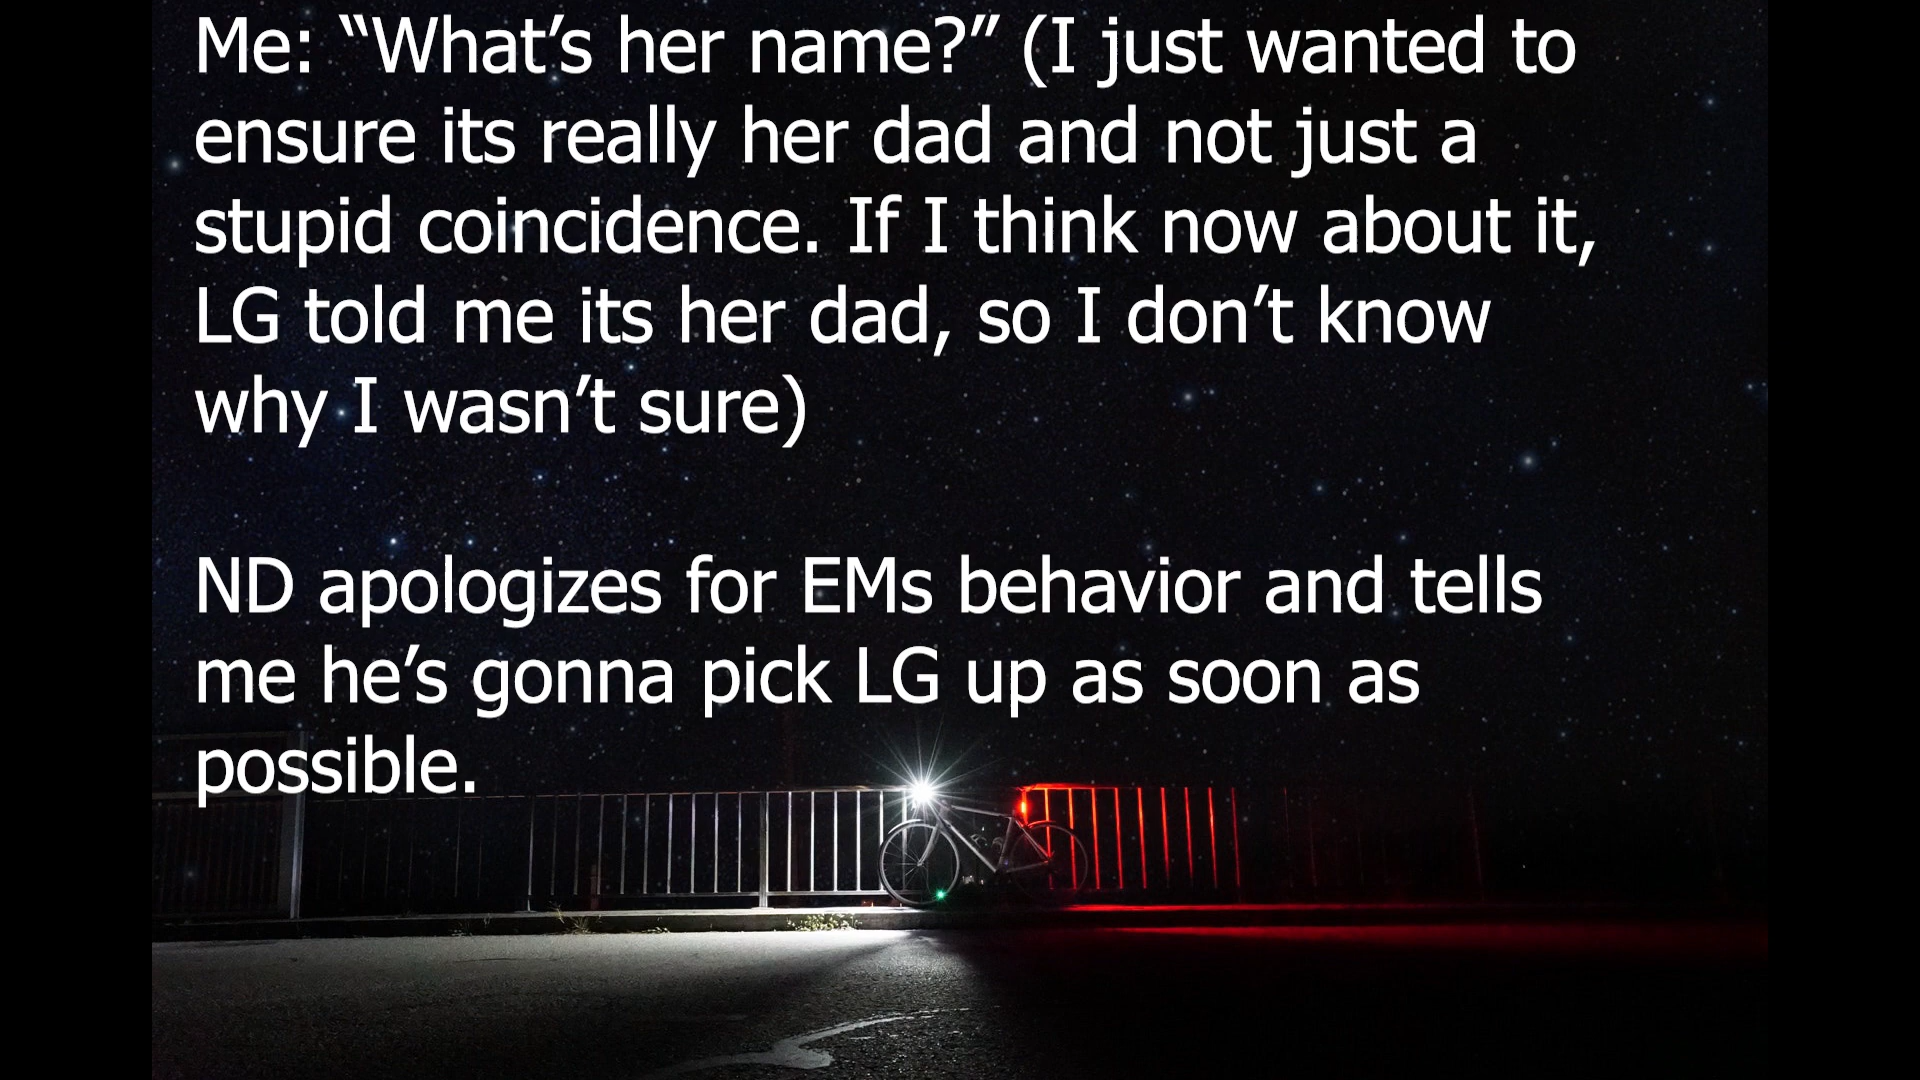 Me: “What’s her name?” (I just wanted to
ensure its really her dad and not just a
stupid coincidence. If I think now about it,
LG told me its her dad, so I don’t know
why I wasn’t sure)
ND apologizes for EMs behavior and tells
me he’s gonna pick LG up as soon as
possible.